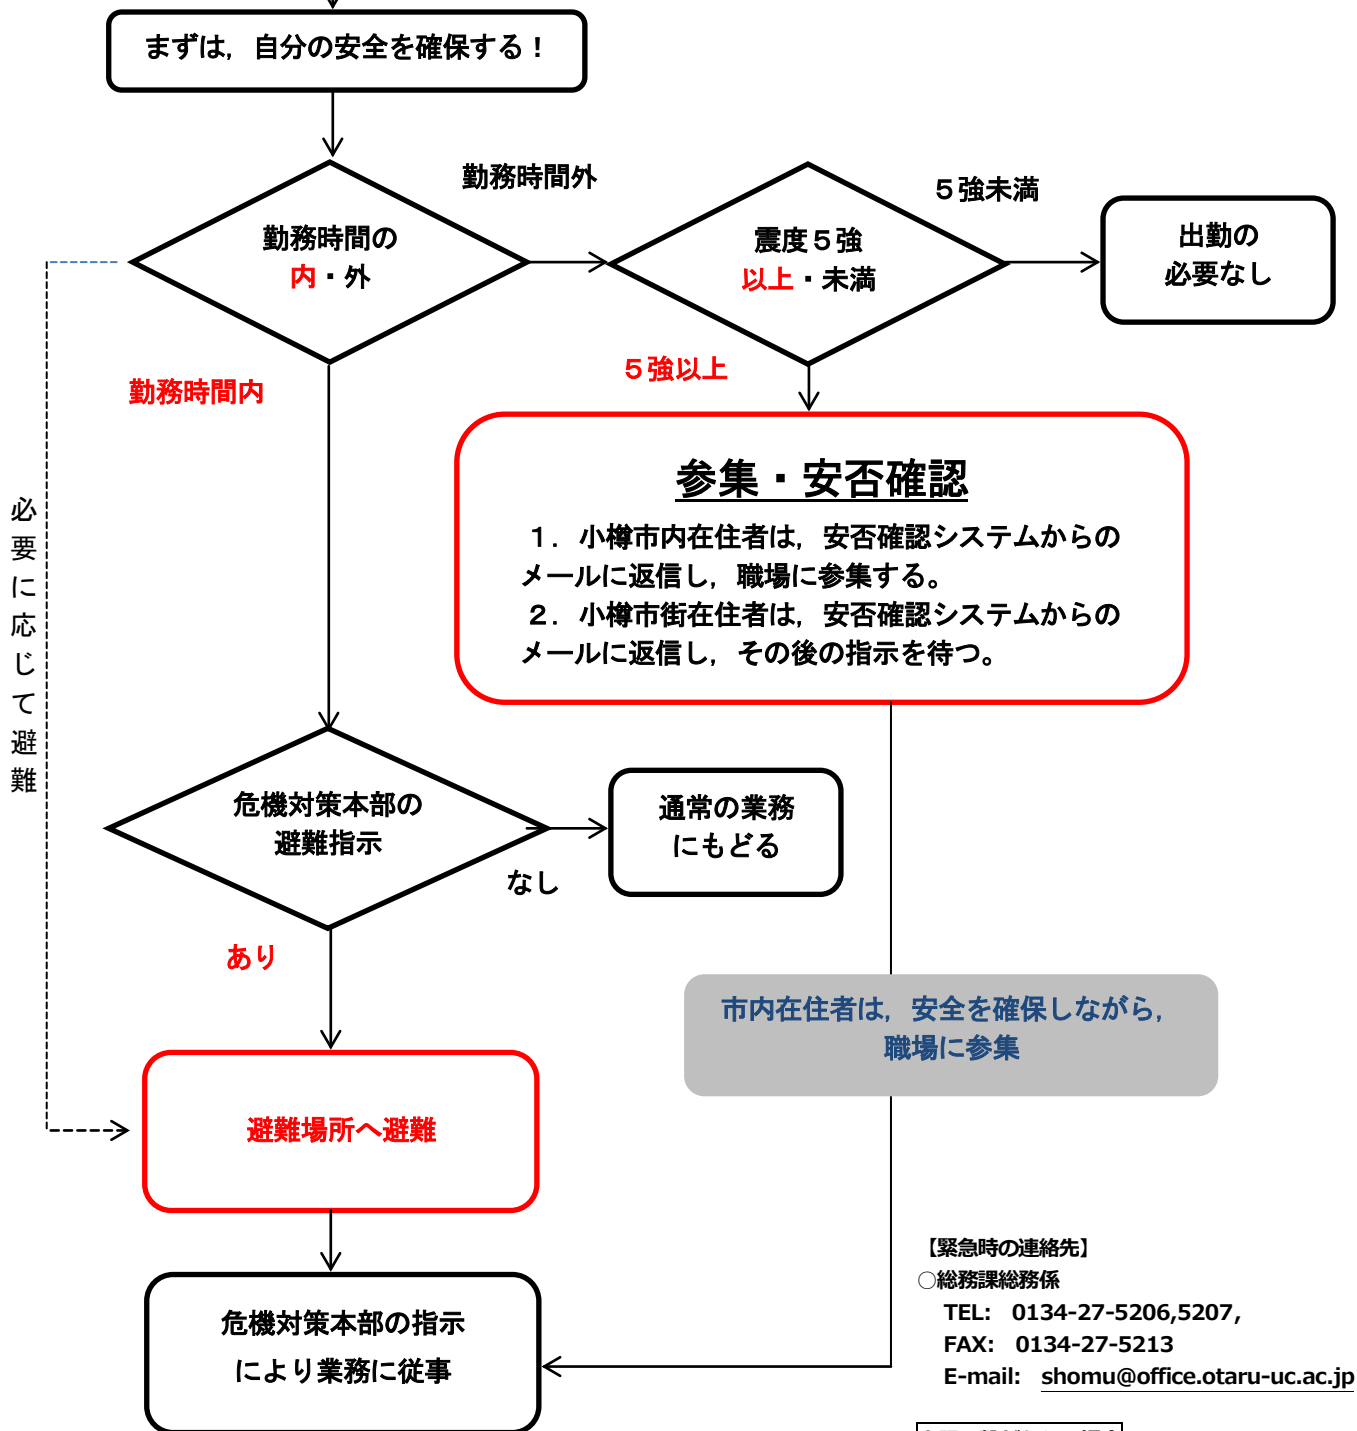 まずは，自分の安全を確保する！
勤務時間外
５強未満
勤務時間の
内・外
震度５強
以上・未満
出勤の
必要なし
５強以上
勤務時間内
参集・安否確認
１．小樽市内在住者は，安否確認システムからの
メールに返信し，職場に参集する。
２．小樽市街在住者は，安否確認システムからの
メールに返信し，その後の指示を待つ。
必要に応じて避難
危機対策本部の
避難指示
通常の業務
にもどる
なし
あり
市内在住者は，安全を確保しながら，
職場に参集
避難場所へ避難
危機対策本部の指示
により業務に従事
【緊急時の連絡先】
○総務課総務係
TEL: 0134-27-5206,5207,
FAX: 0134-27-5213
E-mail: shomu@office.otaru-uc.ac.jp